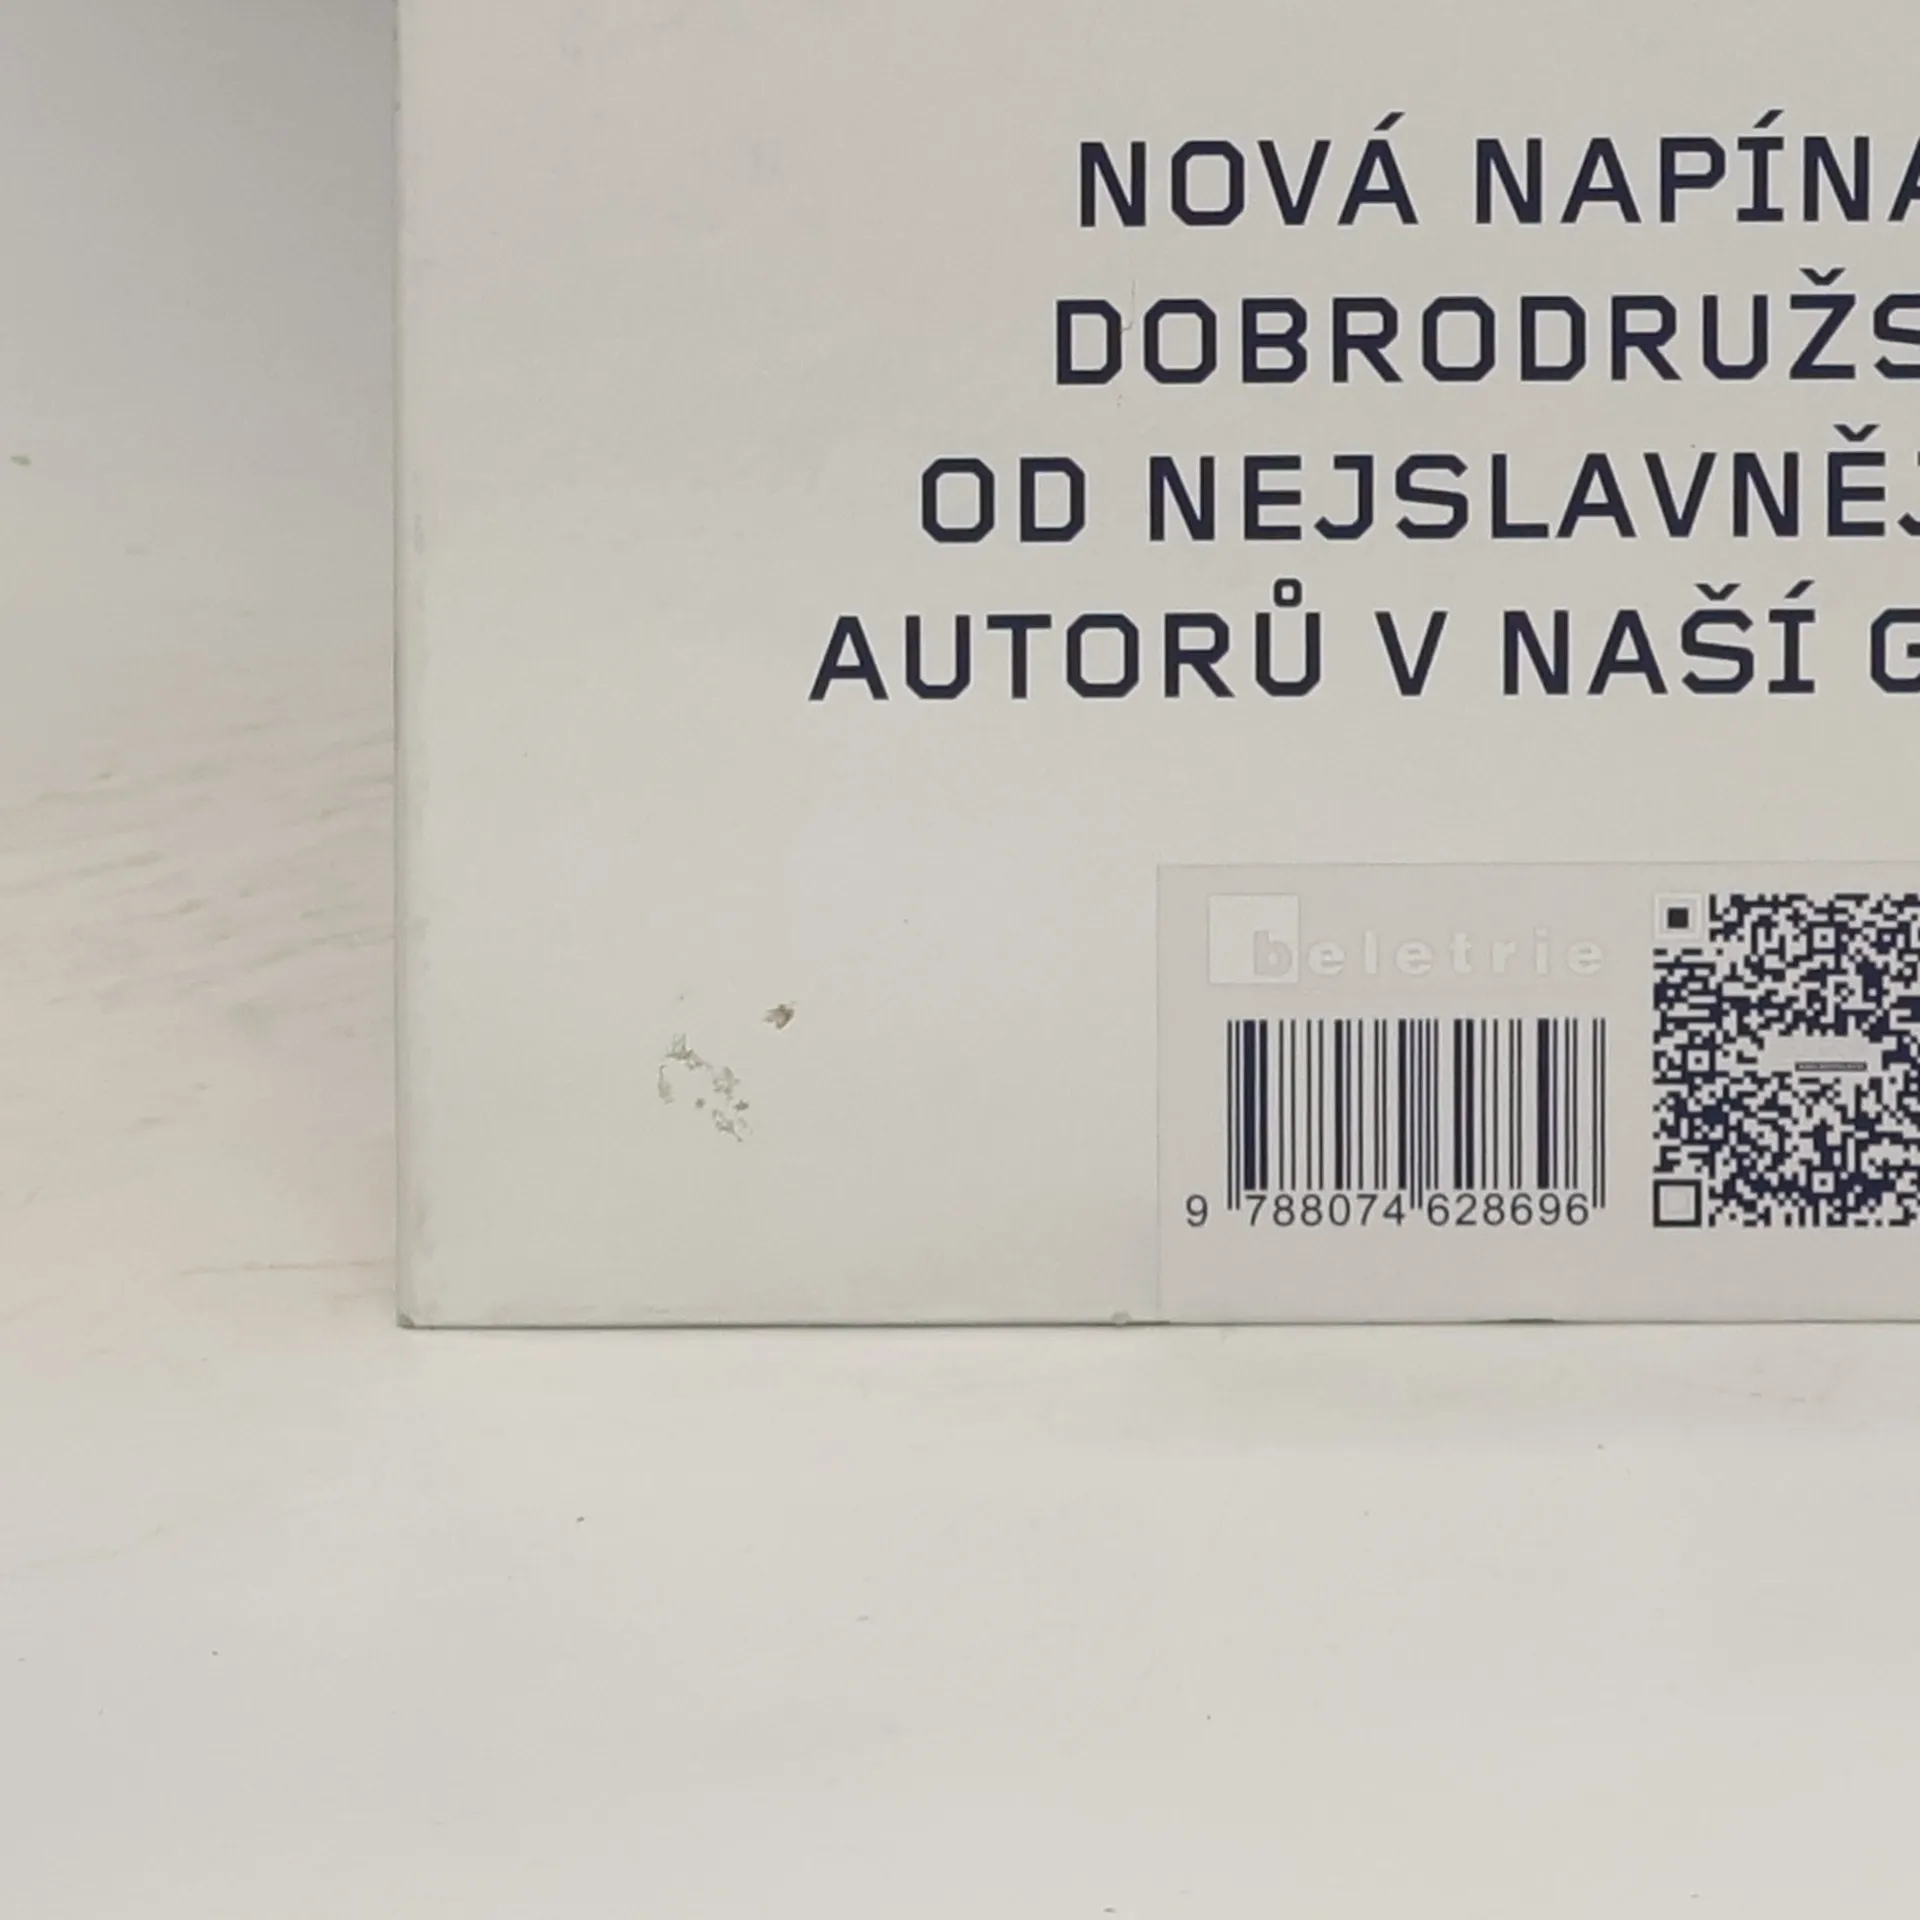 NOVÁ NAPÍNA
DOBRODRUŽS
OD NEJSLAVNĚJ
AUTORŮ V NAŠÍ G
beletrie
9 788074 628696